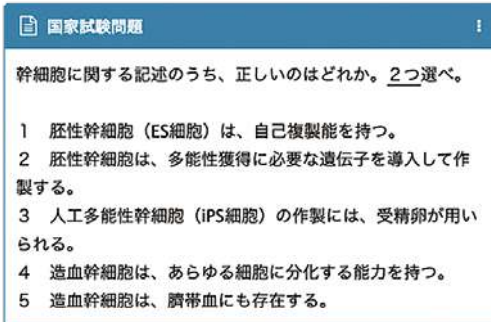 国家試験問題
幹細胞に関する記述のうち、正しいのはどれか。2つ選べ。
1　胚性幹細胞（ES細胞）は、自己複製能を持つ。
2　胚性幹細胞は、多能性獲得に必要な遺伝子を導入して作
製する。
3　人工多能性幹細胞（iPS細胞）の作製には、受精卵が用い
られる。
4　造血幹細胞は、あらゆる細胞に分化する能力を持つ。
5　造血幹細胞は、臍帯血にも存在する。